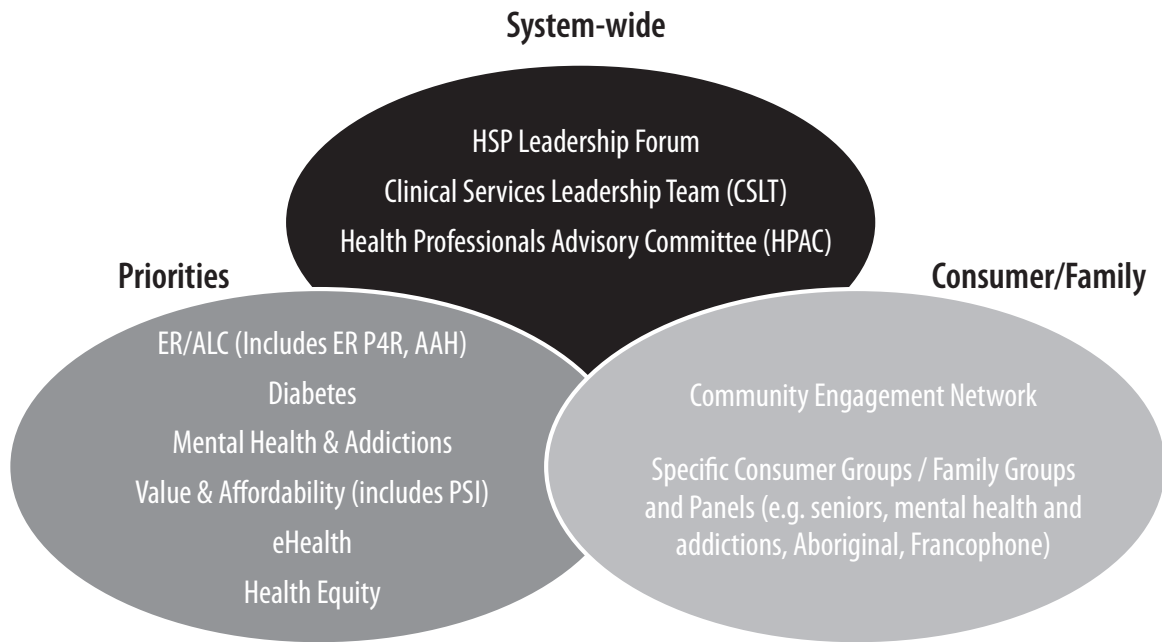 System-wide
HSP Leadership Forum
Clinical Services Leadership Team (CSLT)
Health Professionals Advisory Committee (HPAC)
Priorities
ER/ALC (Includes ER P4R, AAH)
Diabetes
Mental Health & Addictions
Value & Affordability (includes PSI)
eHealth
Health Equity
Consumer/Family
Community Engagement Network
Specific Consumer Groups / Family Groups
and Panels (e.g. seniors, mental health and
addictions, Aboriginal, Francophone)